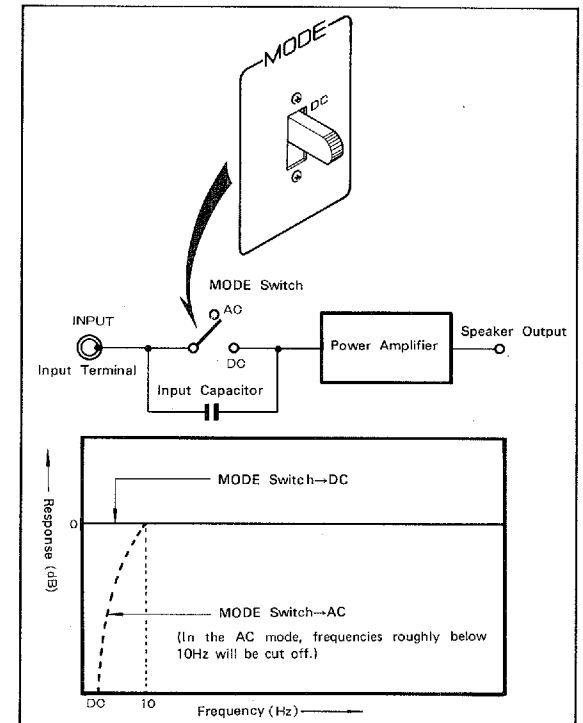 MODE
DC
MODE Switch
AC
INPUT
Input Terminal
DC
Input Capacitor
Power Amplifier
Speaker Output
MODE Switch→DC
Response (dB)
0
MODE Switch→AC
(In the AC mode, frequencies roughly below
10Hz will be cut off.)
DC
10
Frequency (Hz)